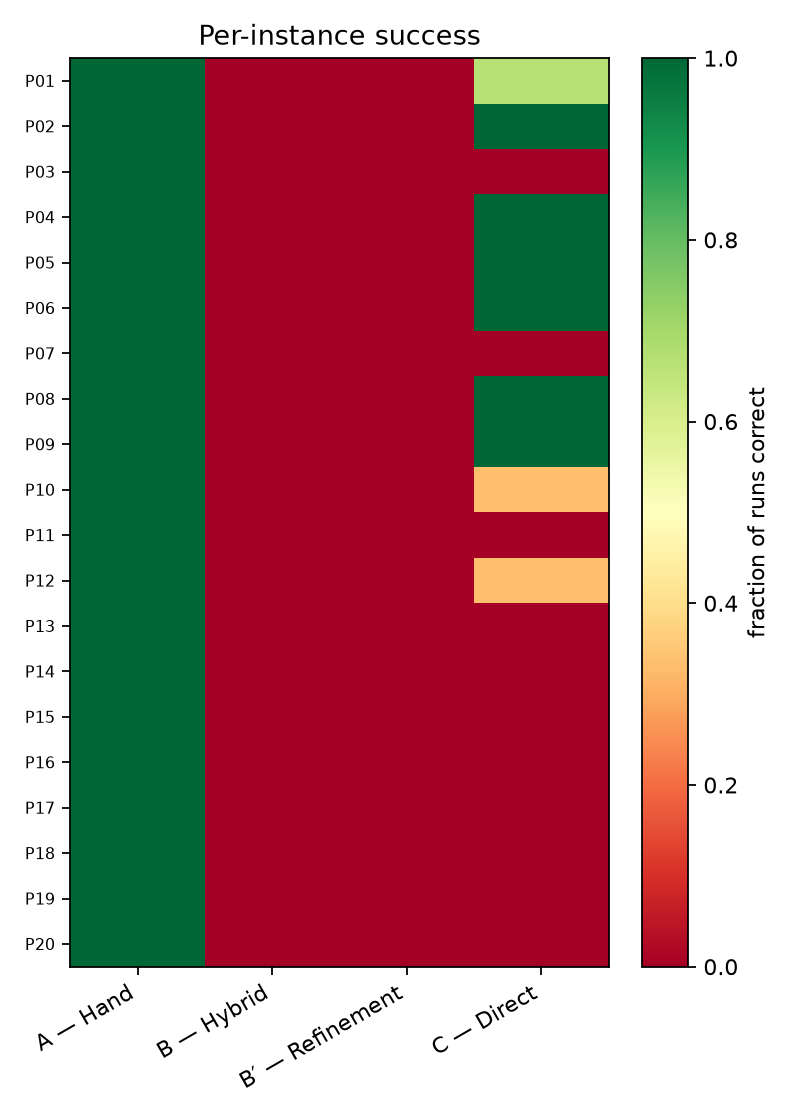 Per-instance success
P01
P02
P03
P04
P05
P06
P07
P08
P09
P10
P11
P12
P13
P14
P15
P16
P17
P18
P19
P20
A — Hand
B — Hybrid
B′ — Refinement
C — Direct
1.0
0.8
0.6
0.4
0.2
0.0
fraction of runs correct